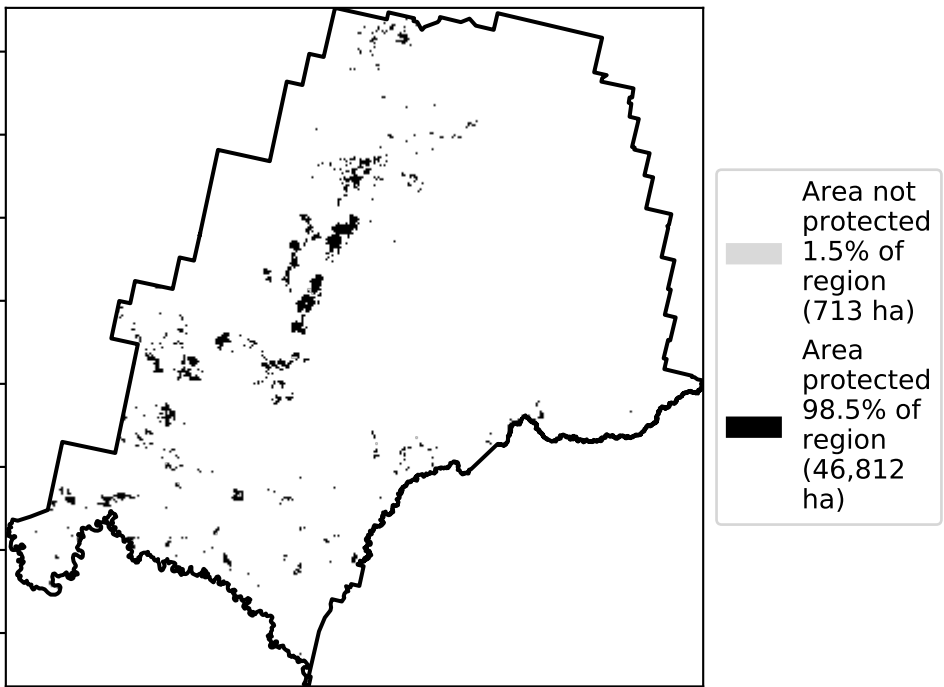 Area not
protected
1.5% of
region
(713 ha)
Area
protected
98.5% of
region
(46,812
ha)